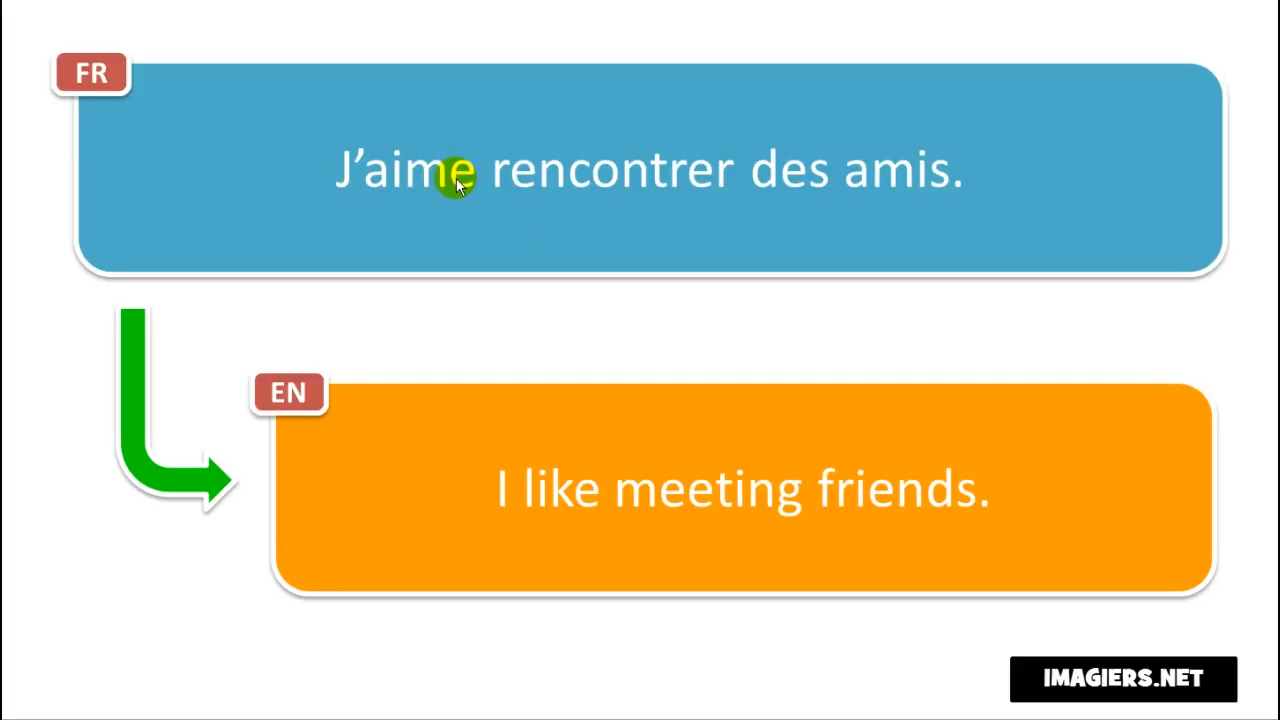 FR
J’aime rencontrer des amis.
EN
I like meeting friends.
IMAGIERS.NET